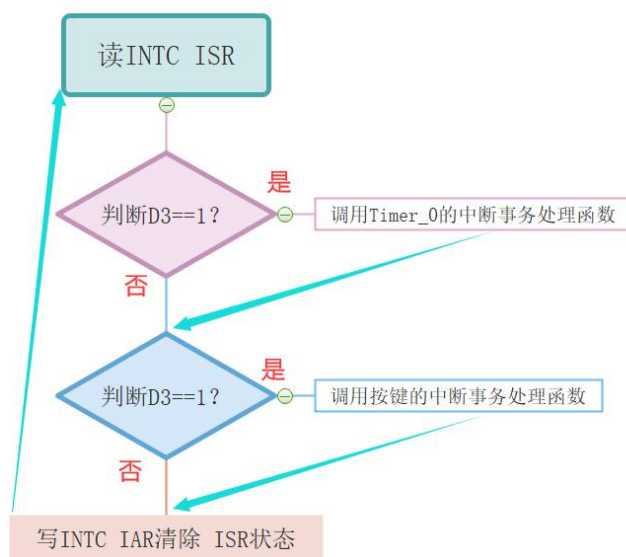 读INTC ISR
是
判断D3==1?
调用Timer_0的中断事务处理函数
否
是
判断D3==1?
调用按键的中断事务处理函数
否
写INTC IAR清除 ISR状态